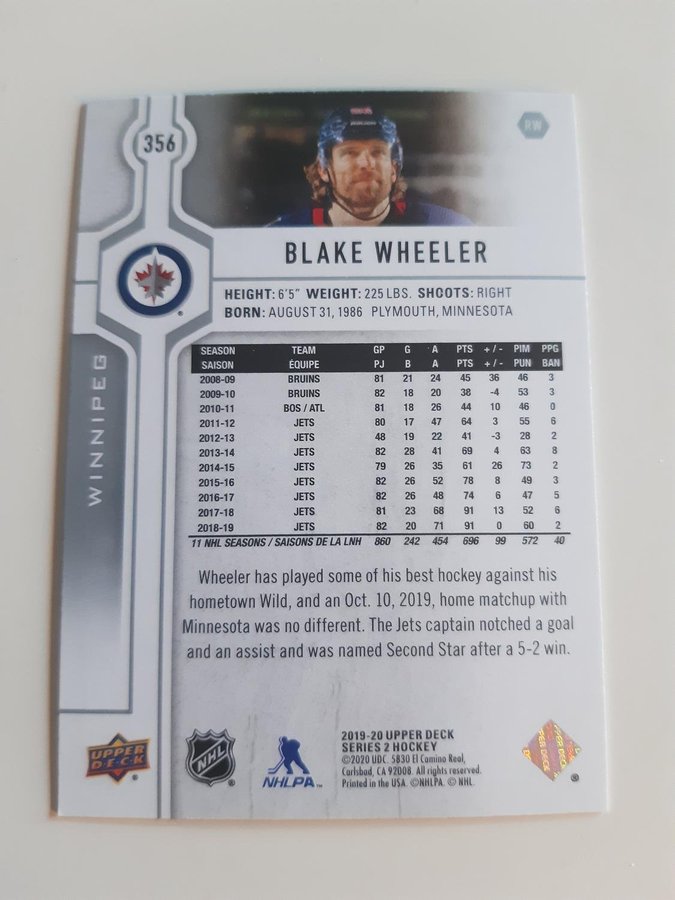 356
RW
BLAKE WHEELER
HEIGHT: 6'5" WEIGHT: 225 LBS. SHOOTS: RIGHT
BORN: AUGUST 31, 1986 PLYMOUTH, MINNESOTA
WINNIPEG
SEASON TEAM GP G A PTS +/- PIM PPG
SAISON ÉQUIPE PJ B A PTS +/- PUN BAN
2008-09 BRUINS 81 21 24 45 36 46 3
2009-10 BRUINS 82 18 20 38 -4 53 3
2010-11 BOS / ATL 81 18 26 44 10 46 0
2011-12 JETS 80 17 47 64 3 55 6
2012-13 JETS 48 19 22 41 -3 28 2
2013-14 JETS 82 28 41 69 4 63 8
2014-15 JETS 79 26 35 61 26 73 2
2015-16 JETS 82 26 52 78 8 49 3
2016-17 JETS 82 26 48 74 6 47 5
2017-18 JETS 81 23 68 91 13 52 6
2018-19 JETS 82 20 71 91 0 60 2
11 NHL SEASONS / SAISONS DE LA LNH 860 242 454 696 99 572 40
Wheeler has played some of his best hockey against his
hometown Wild, and an Oct. 10, 2019, home matchup with
Minnesota was no different. The Jets captain notched a goal
and an assist and was named Second Star after a 5-2 win.
UPPER
DECK
NHL
NHLPA
2019-20 UPPER DECK
SERIES 2 HOCKEY
©2020 UDC. 5830 El Camino Real,
Carlsbad, CA 92008. All rights reserved.
Printed in the USA. ©NHLPA. © NHL.
UPPER DECK